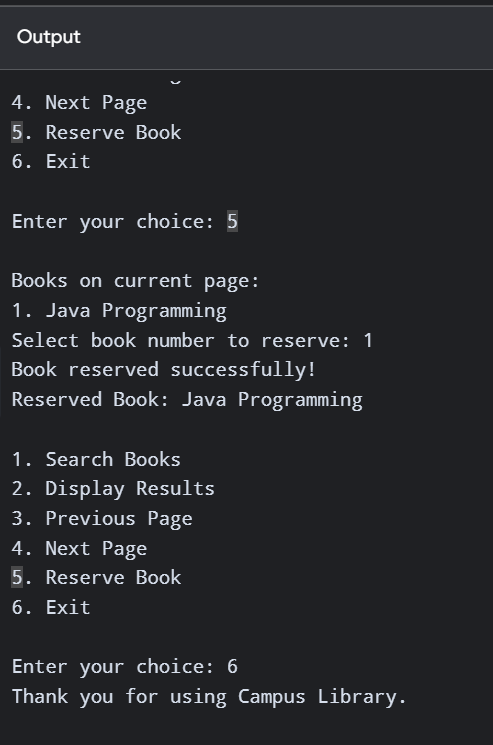 Output
4. Next Page
5. Reserve Book
6. Exit
Enter your choice: 5
Books on current page:
1. Java Programming
Select book number to reserve: 1
Book reserved successfully!
Reserved Book: Java Programming
1. Search Books
2. Display Results
3. Previous Page
4. Next Page
5. Reserve Book
6. Exit
Enter your choice: 6
Thank you for using Campus Library.